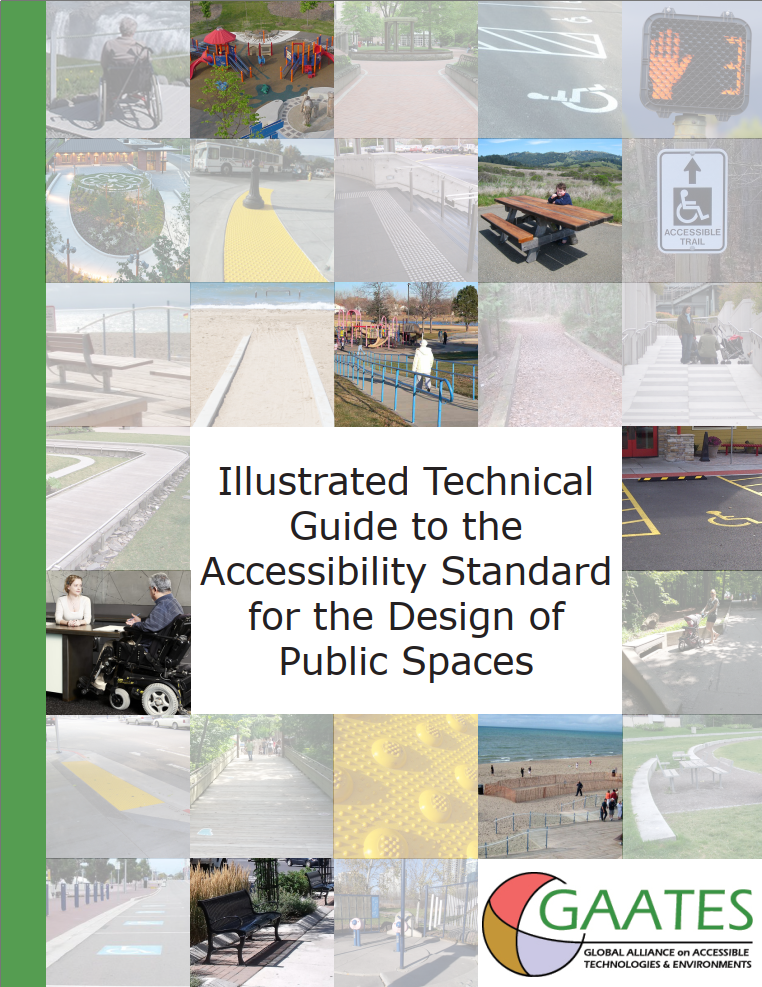 ACCESSIBLE
TRAIL
Illustrated Technical
Guide to the
Accessibility Standard
for the Design of
Public Spaces
GAATES
GLOBAL ALLIANCE on ACCESSIBLE
TECHNOLOGIES & ENVIRONMENTS